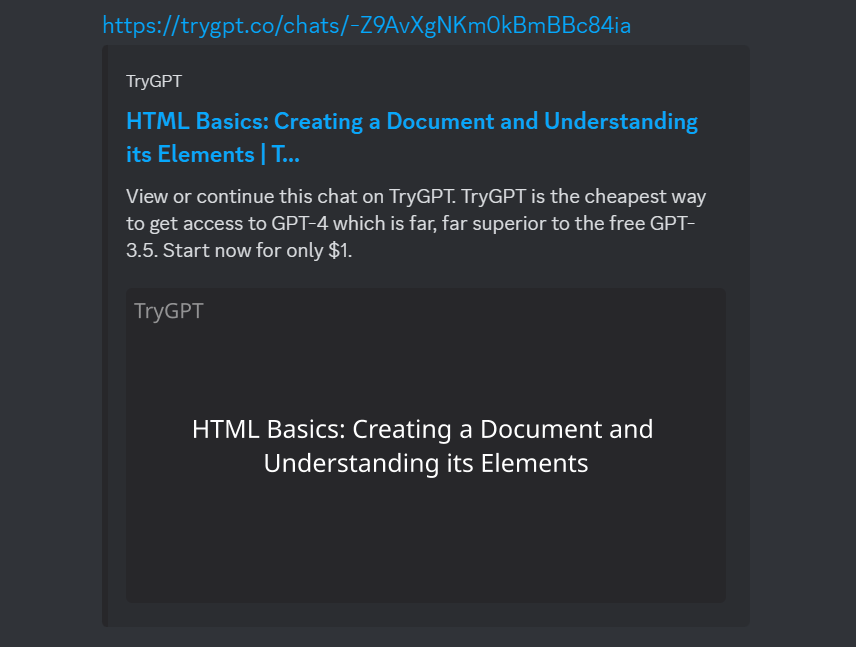 https://trygpt.co/chats/-Z9AvXgNKm0kBmBBc84ia
TryGPT
HTML Basics: Creating a Document and Understanding
its Elements | T...
View or continue this chat on TryGPT. TryGPT is the cheapest way
to get access to GPT-4 which is far, far superior to the free GPT-
3.5. Start now for only $1.
TryGPT
HTML Basics: Creating a Document and
Understanding its Elements